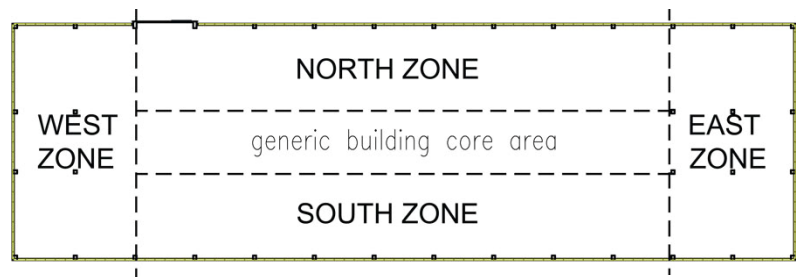 NORTH ZONE
WEST
ZONE
generic building core area
EAST
ZONE
SOUTH ZONE